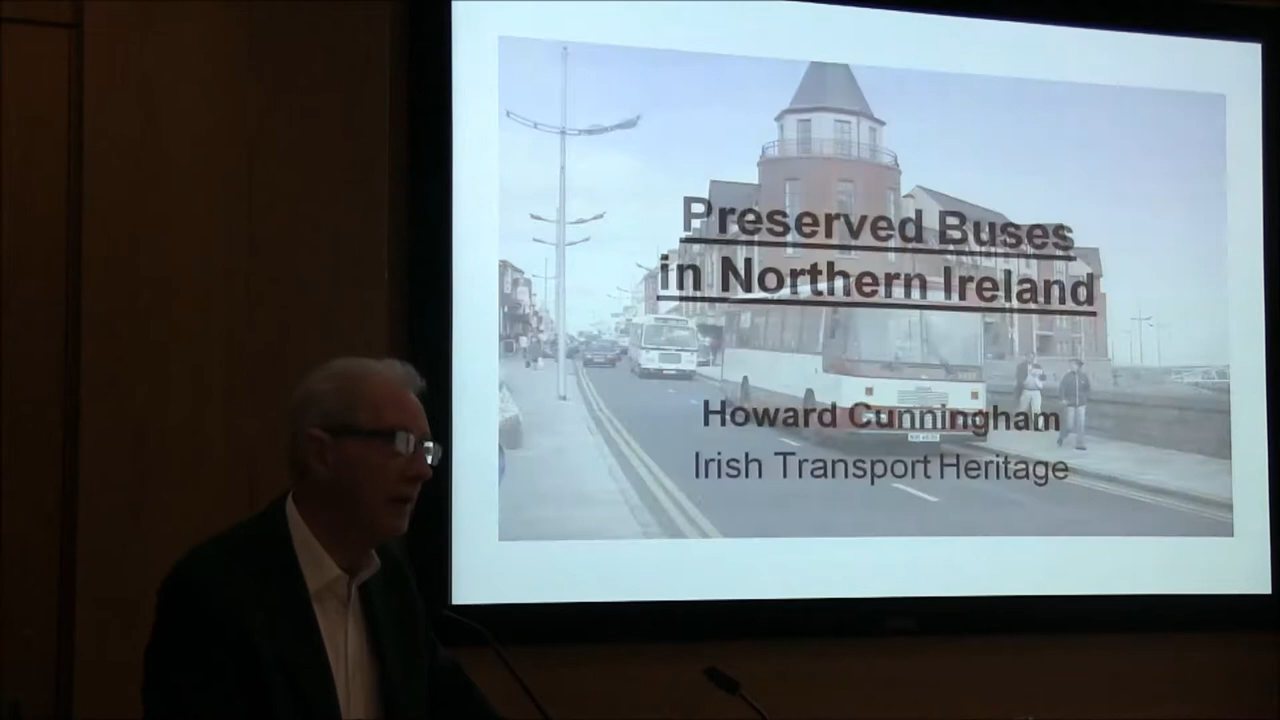 Preserved Buses
in Northern Ireland
Howard Cunningham
Irish Transport Heritage